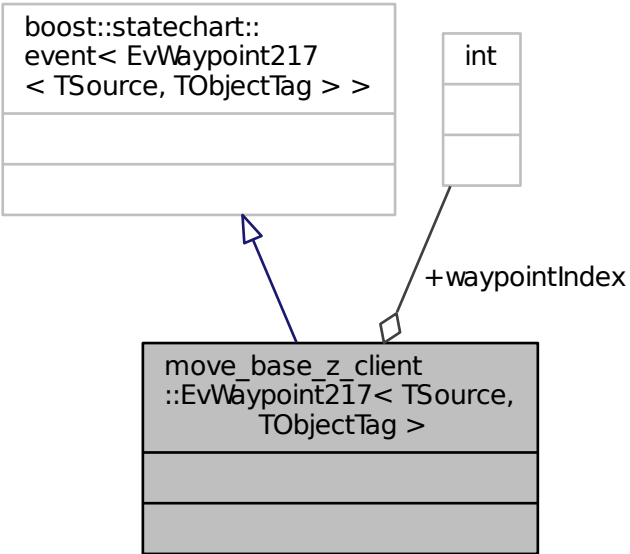 boost::statechart::
event< EvWaypoint217
< TSource, TObjectTag > >
int
+waypointIndex
move_base_z_client
::EvWaypoint217< TSource,
TObjectTag >